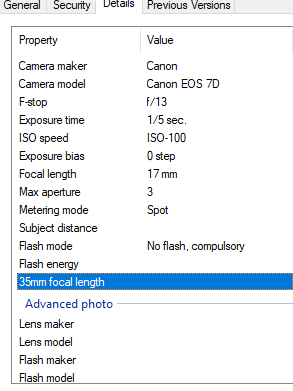 General Security Details Previous Versions
Property Value
Camera maker Canon
Camera model Canon EOS 7D
F-stop f/13
Exposure time 1/5 sec.
ISO speed ISO-100
Exposure bias 0 step
Focal length 17 mm
Max aperture 3
Metering mode Spot
Subject distance
Flash mode No flash, compulsory
Flash energy
35mm focal length
Advanced photo
Lens maker
Lens model
Flash maker
Flash model